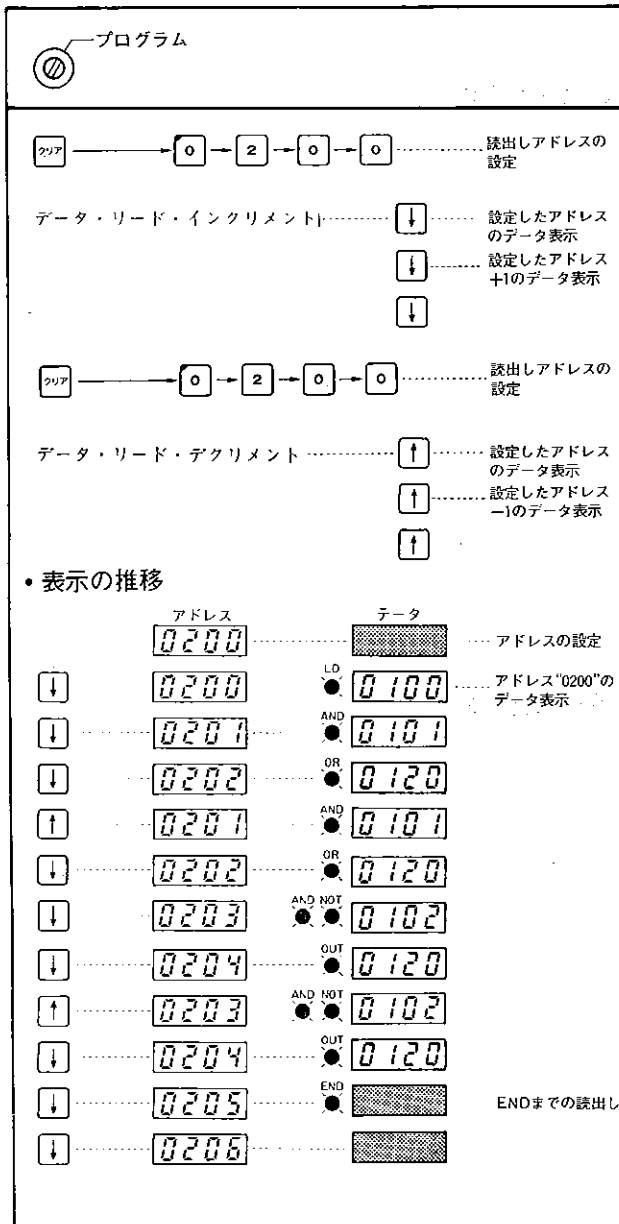 プログラム
クリア 0 2 0 0 読出しアドレスの
設定
データ・リード・インクリメント ↓ 設定したアドレス
のデータ表示
↓ 設定したアドレス
+1のデータ表示
↓
クリア 0 2 0 0 読出しアドレスの
設定
データ・リード・デクリメント ↑ 設定したアドレス
のデータ表示
↑ 設定したアドレス
−1のデータ表示
↑
• 表示の推移
アドレス データ
0200 アドレスの設定
↓ 0200 LD 0100 アドレス"0200"の
データ表示
↓ 0201 AND 0101
↓ 0202 OR 0120
↑ 0201 AND 0101
↓ 0202 OR 0120
↓ 0203 AND NOT 0102
↓ 0204 OUT 0120
↑ 0203 AND NOT 0102
↓ 0204 OUT 0120
↓ 0205 END ENDまでの読出し
↓ 0206